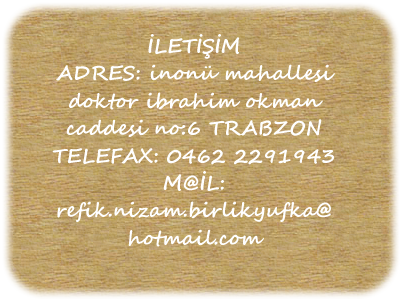 İLETİŞİM
ADRES: inonü mahallesi
doktor ibrahim okman
caddesi no:6 TRABZON
TELEFAX: 0462 2291943
M@İL:
refik.nizam.birlikyufka@
hotmail.com